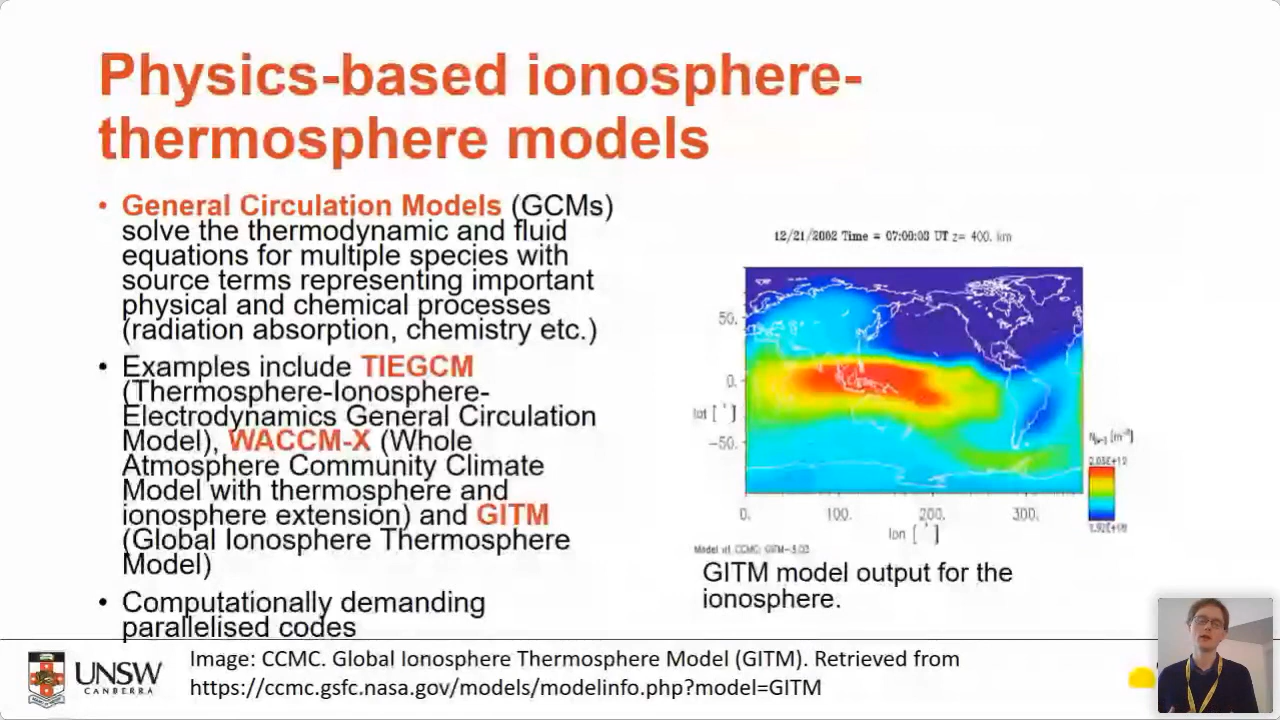 Physics-based ionosphere-
thermosphere models
• General Circulation Models (GCMs)
solve the thermodynamic and fluid
equations for multiple species with
source terms representing important
physical and chemical processes
(radiation absorption, chemistry etc.)
• Examples include TIEGCM
(Thermosphere-Ionosphere-
Electrodynamics General Circulation
Model), WACCM-X (Whole
Atmosphere Community Climate
Model with thermosphere and
ionosphere extension) and GITM
(Global Ionosphere Thermosphere
Model)
• Computationally demanding
parallelised codes
12/21/2002 Time = 07:00:00 UT z= 400. km
50.
0.
lat [°]
-50.
0. 100. 200. 300.
lon [°]
Model at CCMC: GITM
GITM model output for the
ionosphere.
UNSW
CANBERRA
Image: CCMC. Global Ionosphere Thermosphere Model (GITM). Retrieved from
https://ccmc.gsfc.nasa.gov/models/modelinfo.php?model=GITM